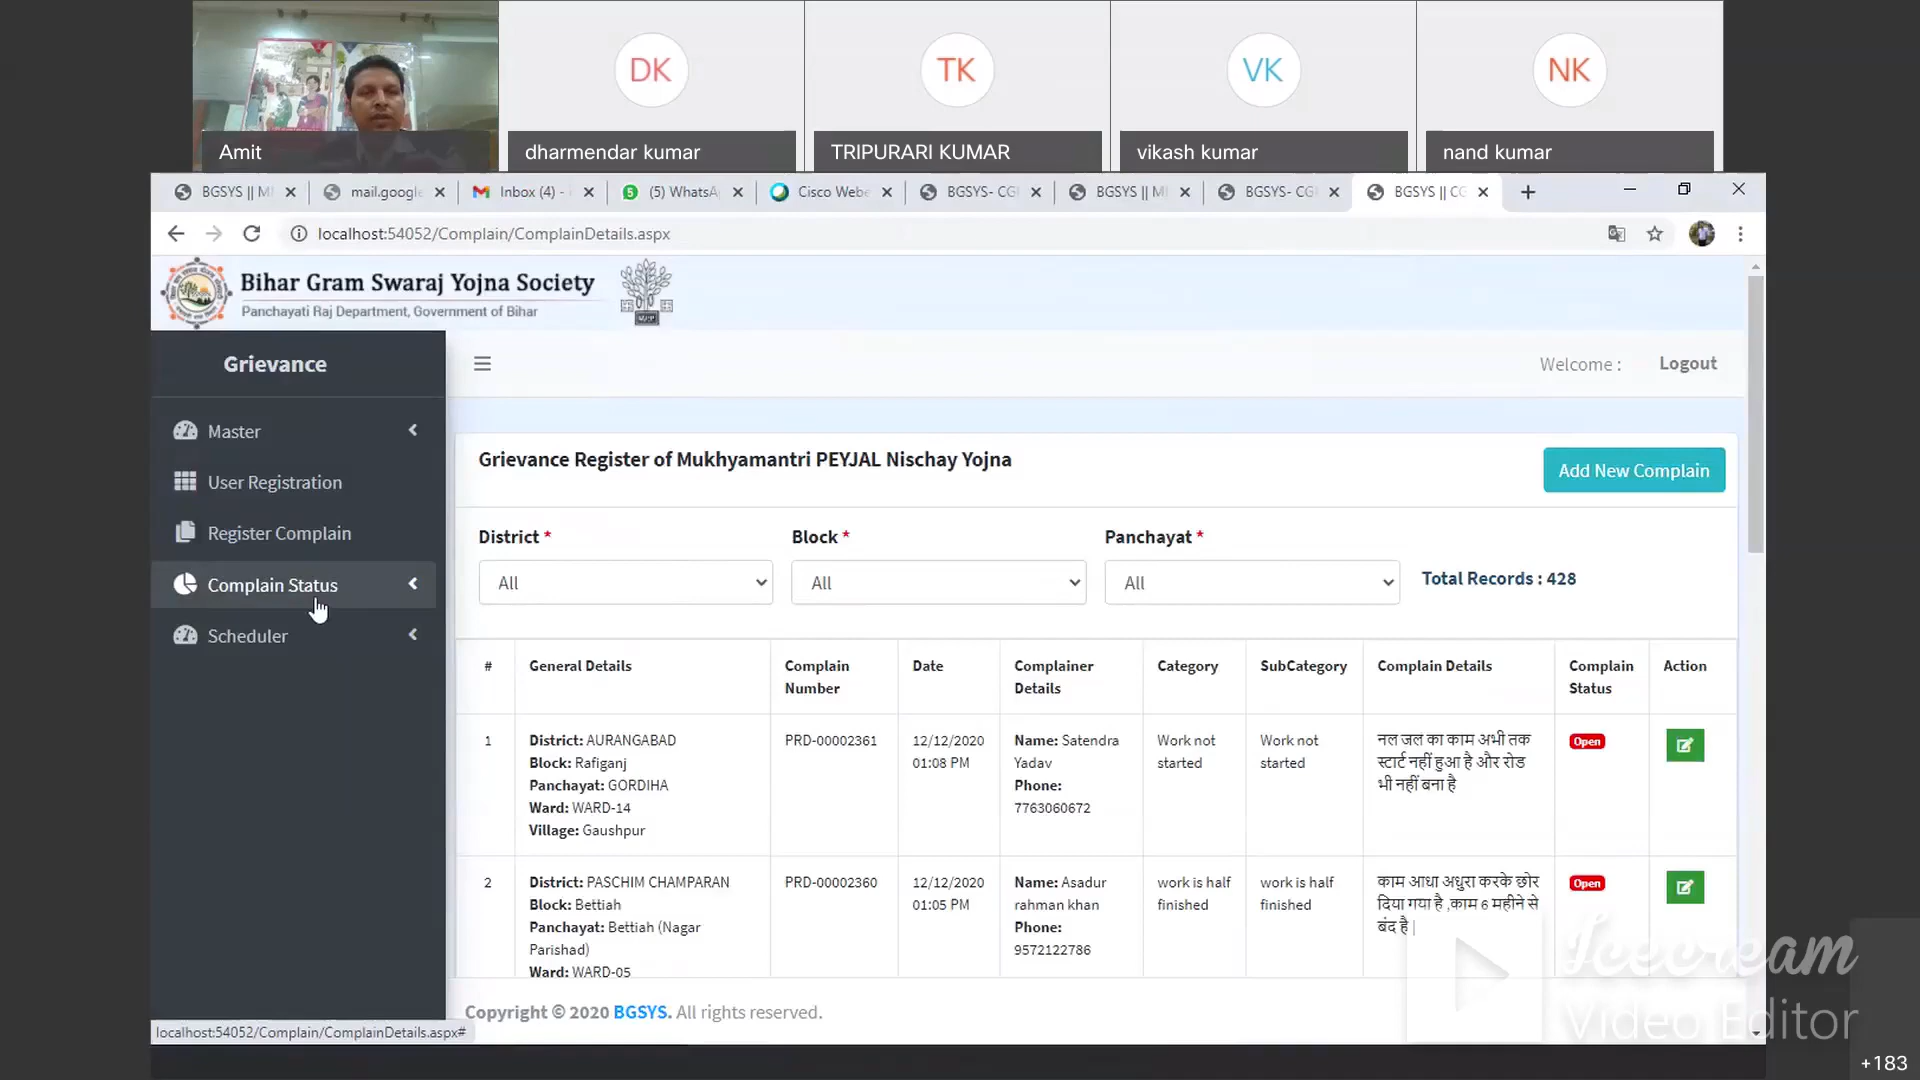 DK
TK
VK
NK
Amit
dharmendar kumar
TRIPURARI KUMAR
vikash kumar
nand kumar
BGSYS || M
mail.google
Inbox (4) -
(5) WhatsA
Cisco Webe
BGSYS- CG
BGSYS || M
BGSYS- CG
BGSYS || CG
localhost:54052/Complain/ComplainDetails.aspx
Bihar Gram Swaraj Yojna Society
Panchayati Raj Department, Government of Bihar
Grievance
Welcome :
Logout
Master
User Registration
Register Complain
Complain Status
Scheduler
Grievance Register of Mukhyamantri PEYJAL Nischay Yojna
Add New Complain
District *
Block *
Panchayat *
All
All
All
Total Records : 428
# General Details Complain Number Date Complainer Details Category SubCategory Complain Details Complain Status Action
1
District: AURANGABAD
Block: Rafiganj
Panchayat: GORDIHA
Ward: WARD-14
Village: Gaushpur
PRD-00002361
12/12/2020
01:08 PM
Name: Satendra
Yadav
Phone:
7763060672
Work not
started
Work not
started
नल जल का काम अभी तक
स्टार्ट नहीं हुआ है और रोड
भी नहीं बना है
Open
2
District: PASCHIM CHAMPARAN
Block: Bettiah
Panchayat: Bettiah (Nagar
Parishad)
Ward: WARD-05
PRD-00002360
12/12/2020
01:05 PM
Name: Asadur
rahman khan
Phone:
9572122786
work is half
finished
work is half
finished
काम आधा अधुरा करके छोर
दिया गया है ,काम 6 महीने से
बंद है |
Open
Copyright © 2020 BGSYS. All rights reserved.
localhost:54052/Complain/ComplainDetails.aspx#
Icecream
Video Editor
+183